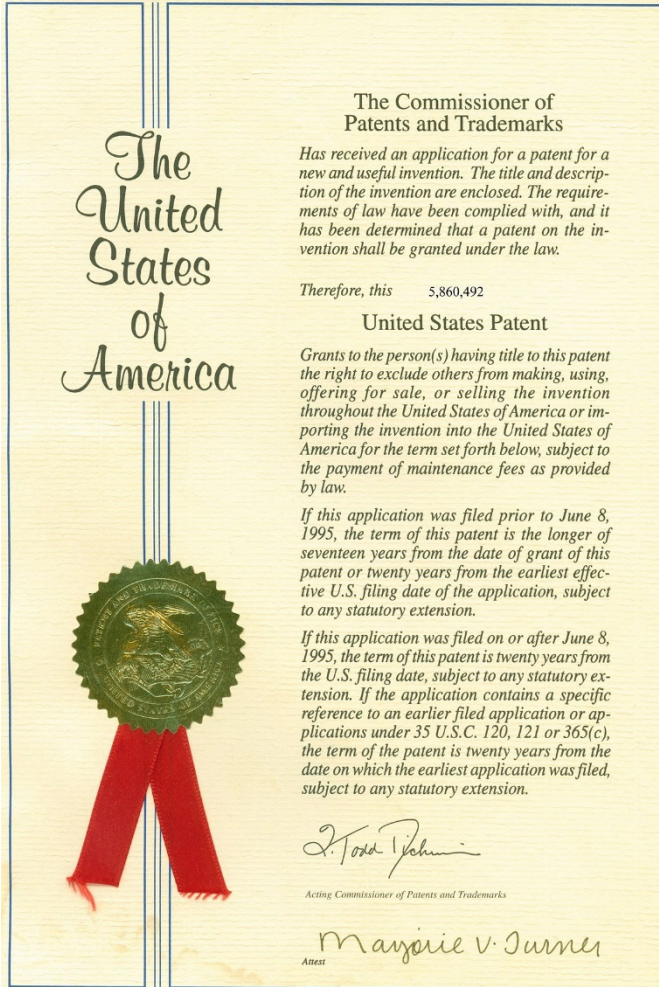 The
United
States
of
America
The Commissioner of
Patents and Trademarks
Has received an application for a patent for a
new and useful invention. The title and descrip-
tion of the invention are enclosed. The require-
ments of law have been complied with, and it
has been determined that a patent on the in-
vention shall be granted under the law.
Therefore, this 5,860,492
United States Patent
Grants to the person(s) having title to this patent
the right to exclude others from making, using,
offering for sale, or selling the invention
throughout the United States of America or im-
porting the invention into the United States of
America for the term set forth below, subject to
the payment of maintenance fees as provided
by law.
If this application was filed prior to June 8,
1995, the term of this patent is the longer of
seventeen years from the date of grant of this
patent or twenty years from the earliest effec-
tive U.S. filing date of the application, subject
to any statutory extension.
If this application was filed on or after June 8,
1995, the term of this patent is twenty years from
the U.S. filing date, subject to any statutory ex-
tension. If the application contains a specific
reference to an earlier filed application or ap-
plications under 35 U.S.C. 120, 121 or 365(c),
the term of the patent is twenty years from the
date on which the earliest application was filed,
subject to any statutory extension.
PATENT AND TRADEMARK OFFICE
UNITED STATES OF AMERICA
Q. Todd Dickinson
Acting Commissioner of Patents and Trademarks
Marjorie V. Turner
Attest